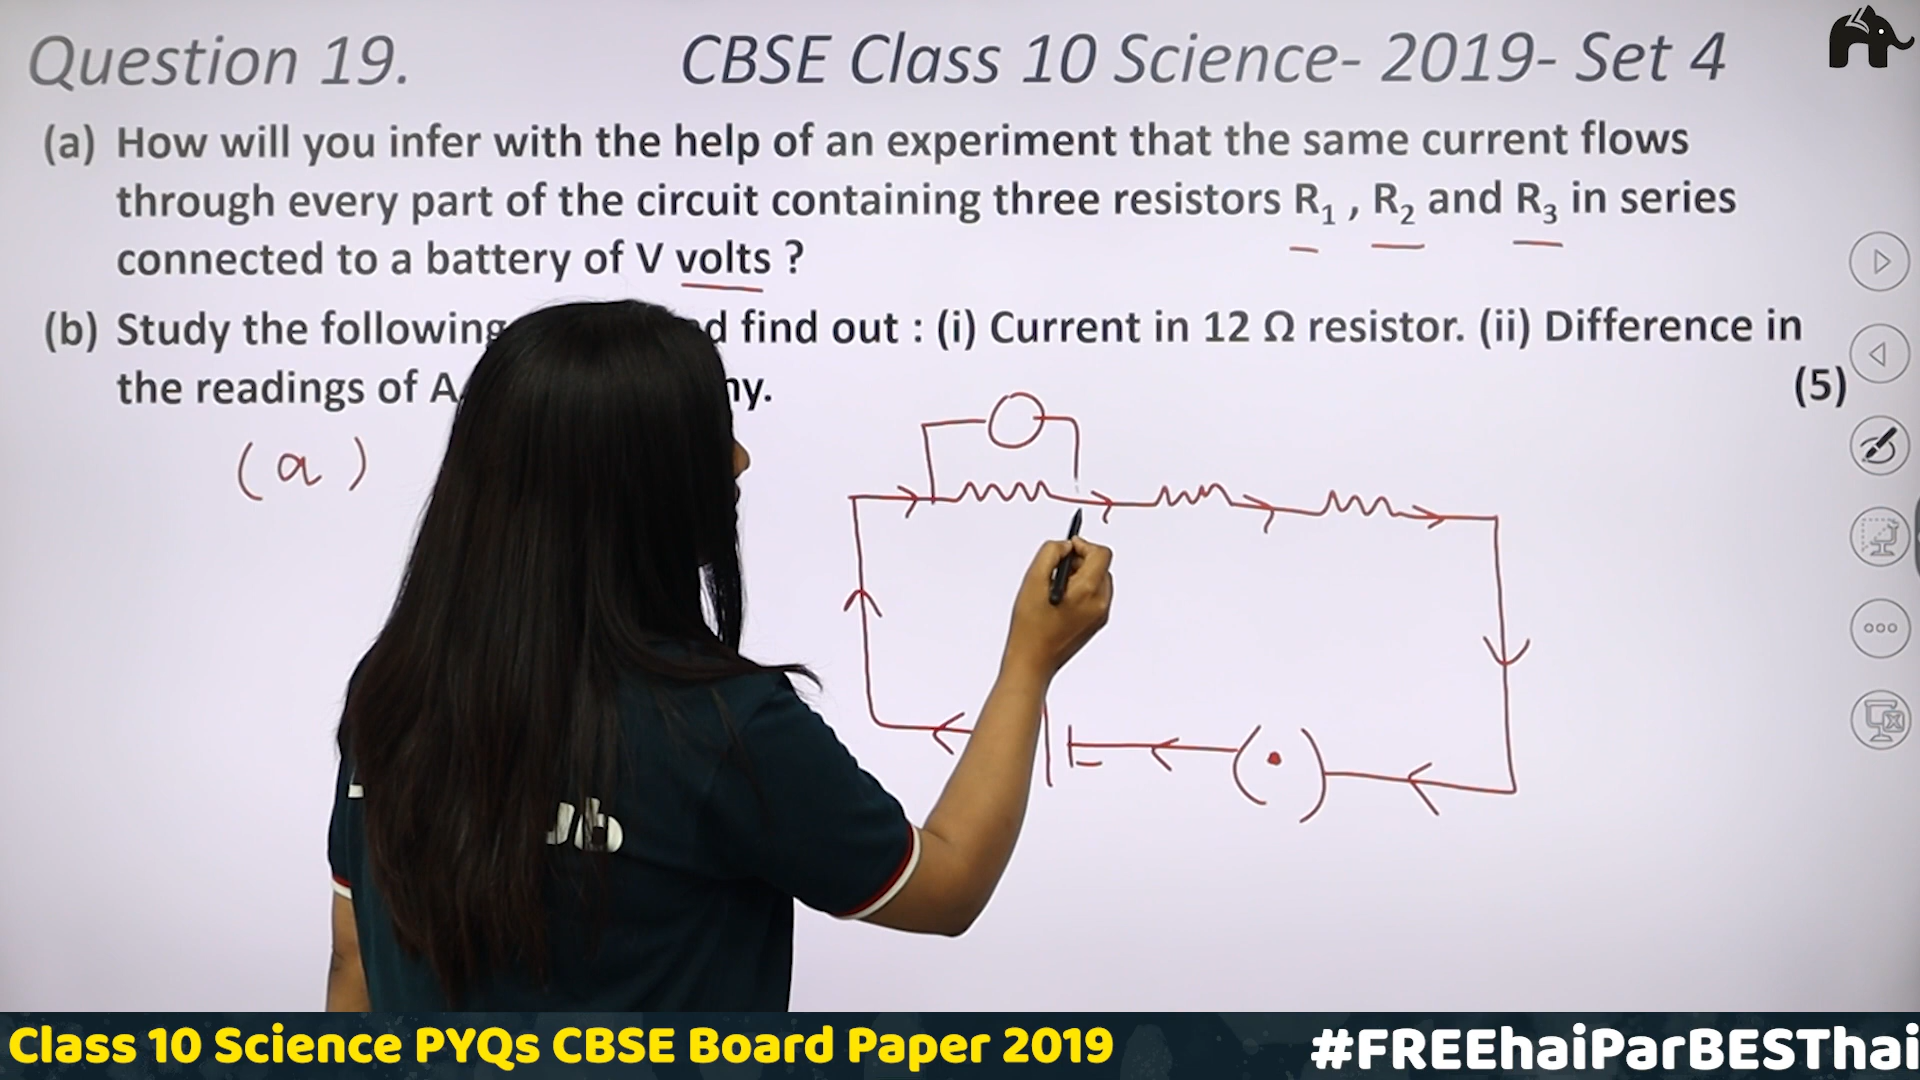 Question 19.
CBSE Class 10 Science- 2019- Set 4
(a) How will you infer with the help of an experiment that the same current flows
through every part of the circuit containing three resistors R₁ , R₂ and R₃ in series
connected to a battery of V volts ?
(b) Study the following find out : (i) Current in 12 Ω resistor. (ii) Difference in
the readings of
(5)
(a)
Class 10 Science PYQs CBSE Board Paper 2019
#FREEhaiParBESThai